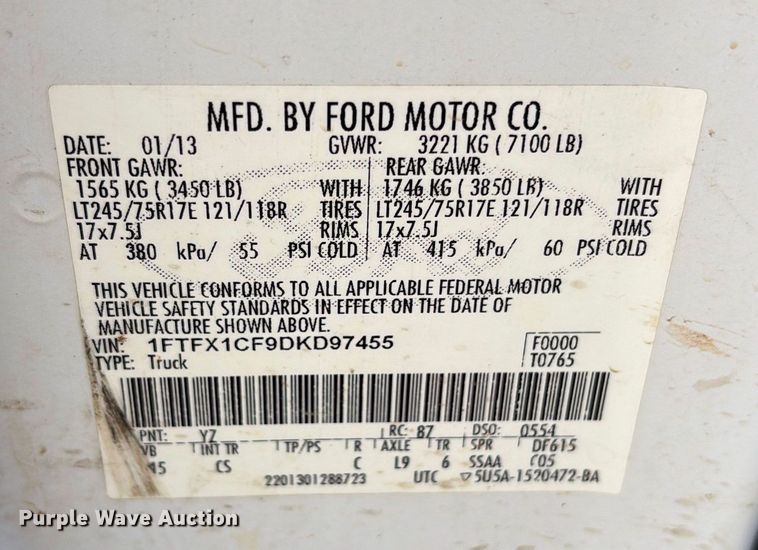 MFD. BY FORD MOTOR CO.
DATE: 01/13 GVWR: 3221 KG ( 7100 LB)
FRONT GAWR: REAR GAWR:
1565 KG ( 3450 LB) WITH 1746 KG ( 3850 LB) WITH
LT245/75R17E 121/118R TIRES LT245/75R17E 121/118R TIRES
17x7.5J RIMS 17x7.5J RIMS
AT 380 kPa/ 55 PSI COLD AT 415 kPa/ 60 PSI COLD
THIS VEHICLE CONFORMS TO ALL APPLICABLE FEDERAL MOTOR
VEHICLE SAFETY STANDARDS IN EFFECT ON THE DATE OF
MANUFACTURE SHOWN ABOVE.
VIN: 1FTFX1CF9DKD97455 F0000
TYPE: Truck T0765
PNT: YZ RC: 87 DSO: 0554
VB INT TR TP/PS R AXLE TR SPR DF615
CS C L9 6 SSAA C05
2201301288723 UTC ▽5U5A-1520472-BA
Purple Wave Auction